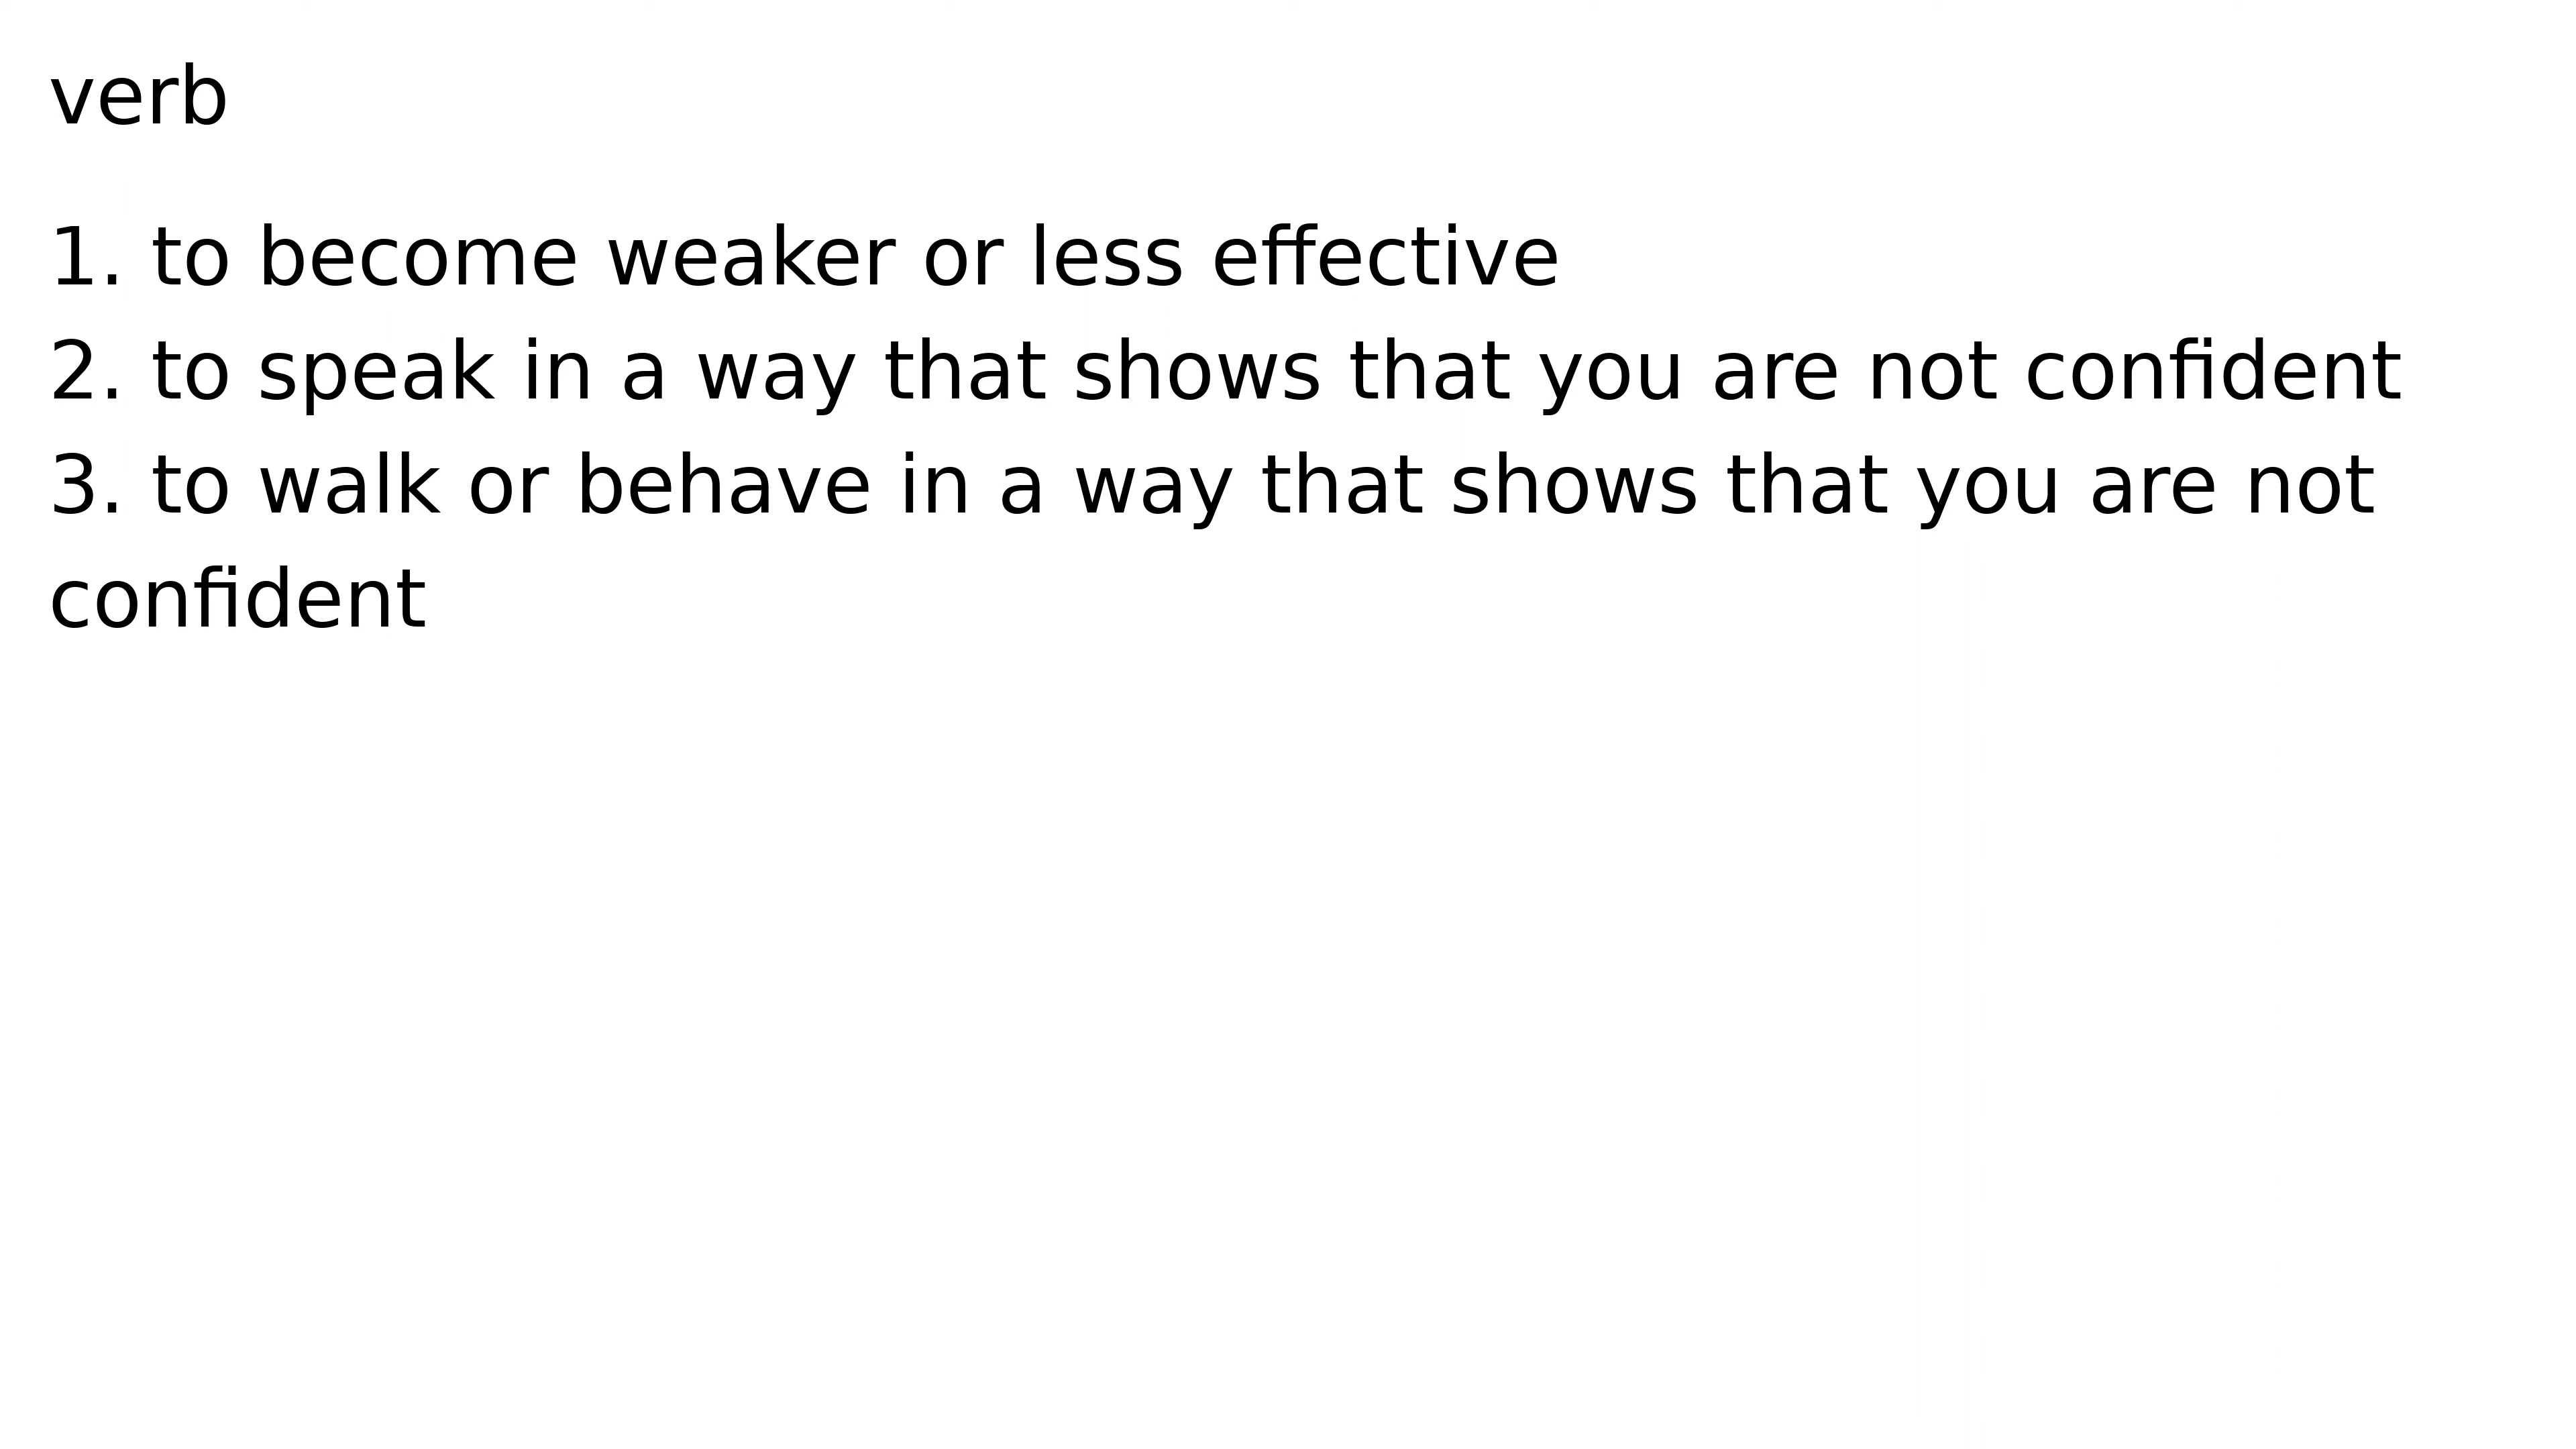 verb
1. to become weaker or less effective
2. to speak in a way that shows that you are not confident
3. to walk or behave in a way that shows that you are not
confident